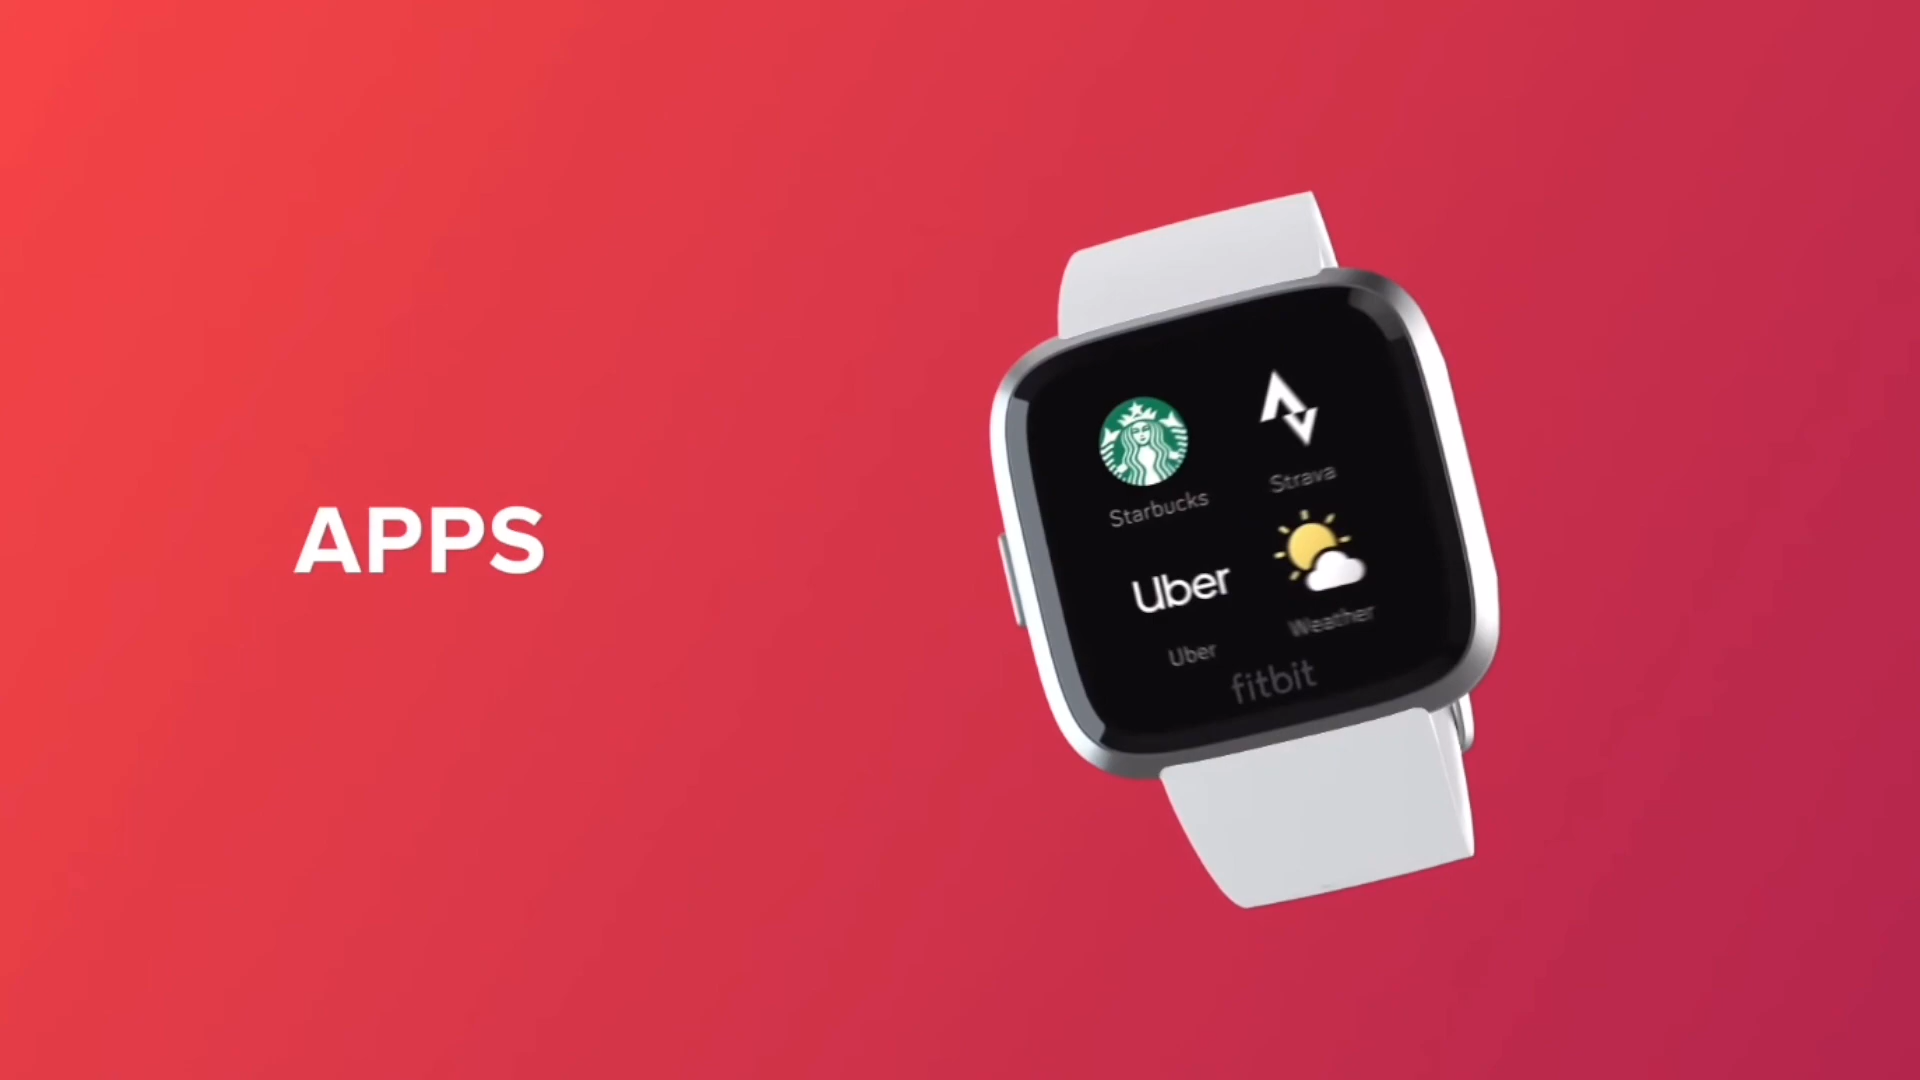 APPS
Starbucks
Strava
Uber
Uber
Weather
fitbit